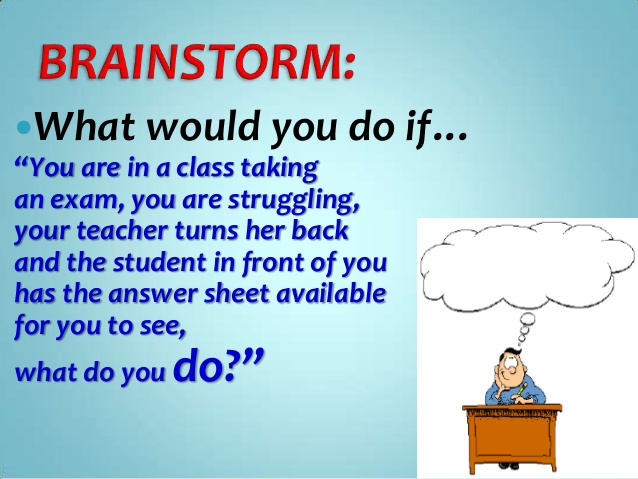 BRAINSTORM:
What would you do if...
“You are in a class taking
an exam, you are struggling,
your teacher turns her back
and the student in front of you
has the answer sheet available
for you to see,
what do you do?”